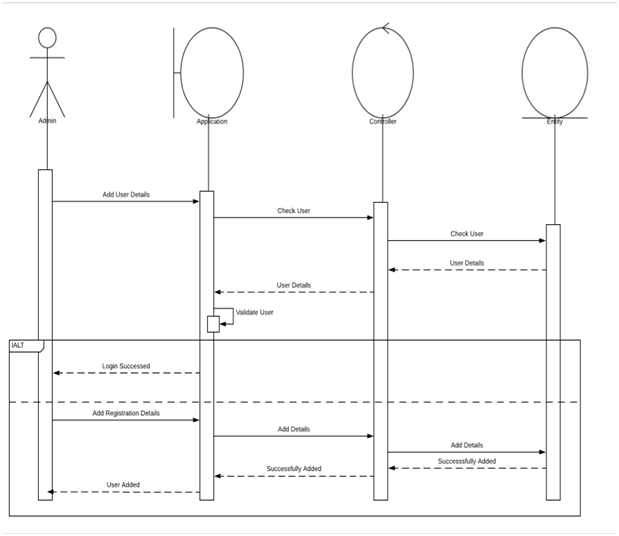 Admin
Application
Controller
Entity
Add User Details
Check User
Check User
User Details
User Details
Validate User
IALT
Login Successed
Add Registration Details
Add Details
Add Details
Successsfully Added
Successfully Added
User Added